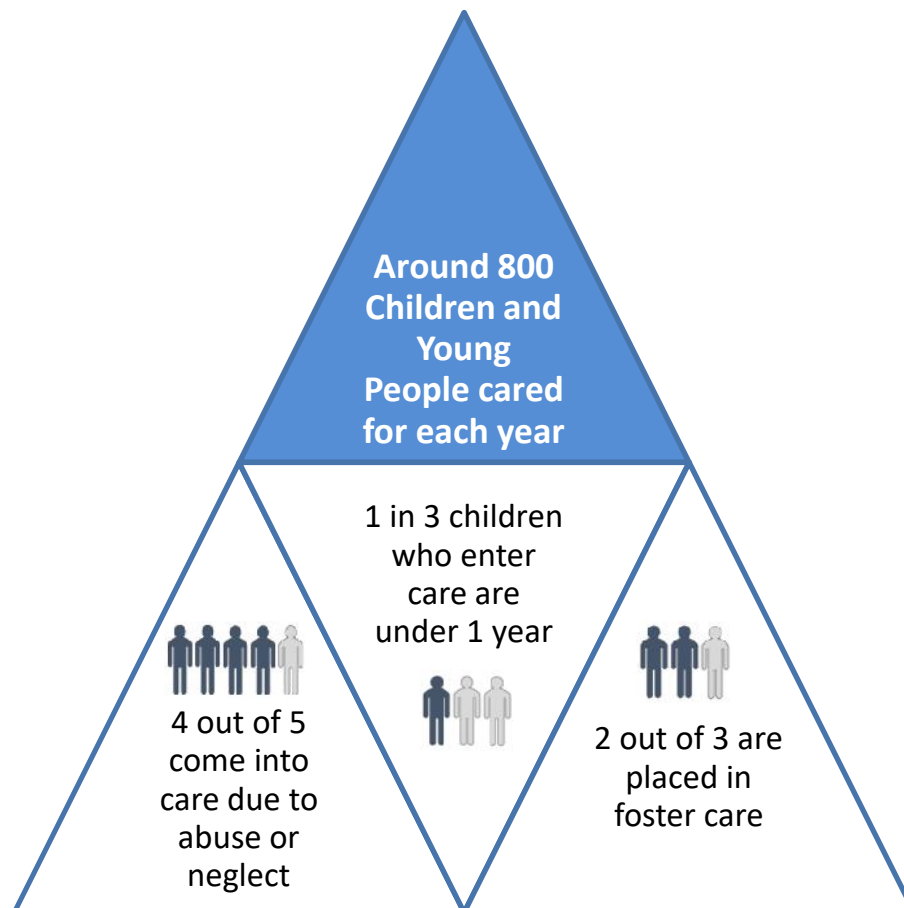 Around 800
Children and
Young
People cared
for each year
1 in 3 children
who enter
care are
under 1 year
4 out of 5
come into
care due to
abuse or
neglect
2 out of 3 are
placed in
foster care